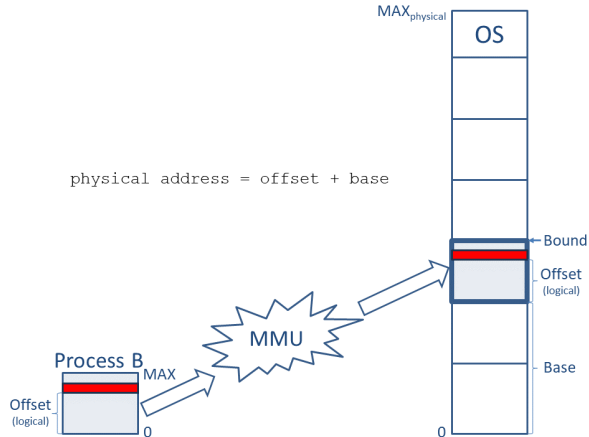 MAXphysical
OS
physical address = offset + base
Bound
Offset
(logical)
MMU
Process B
MAX
Base
Offset
(logical)
0
0